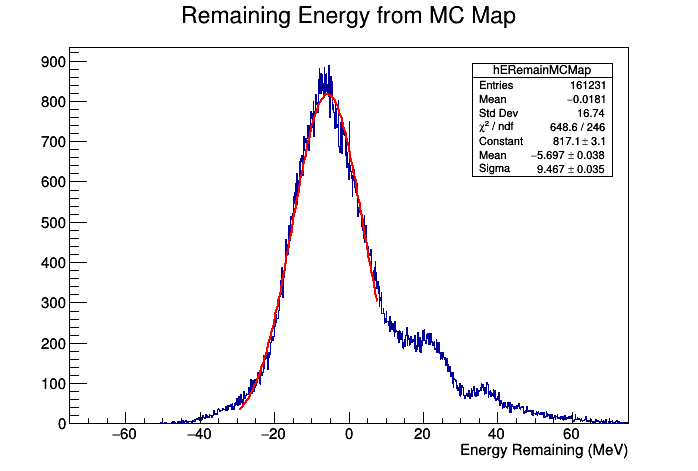 Remaining Energy from MC Map
hERemainMCMap
Entries 161231
Mean −0.0181
Std Dev 16.74
χ² / ndf 648.6 / 246
Constant 817.1 ± 3.1
Mean −5.697 ± 0.038
Sigma 9.467 ± 0.035
900
800
700
600
500
400
300
200
100
0
−60 −40 −20 0 20 40 60
Energy Remaining (MeV)